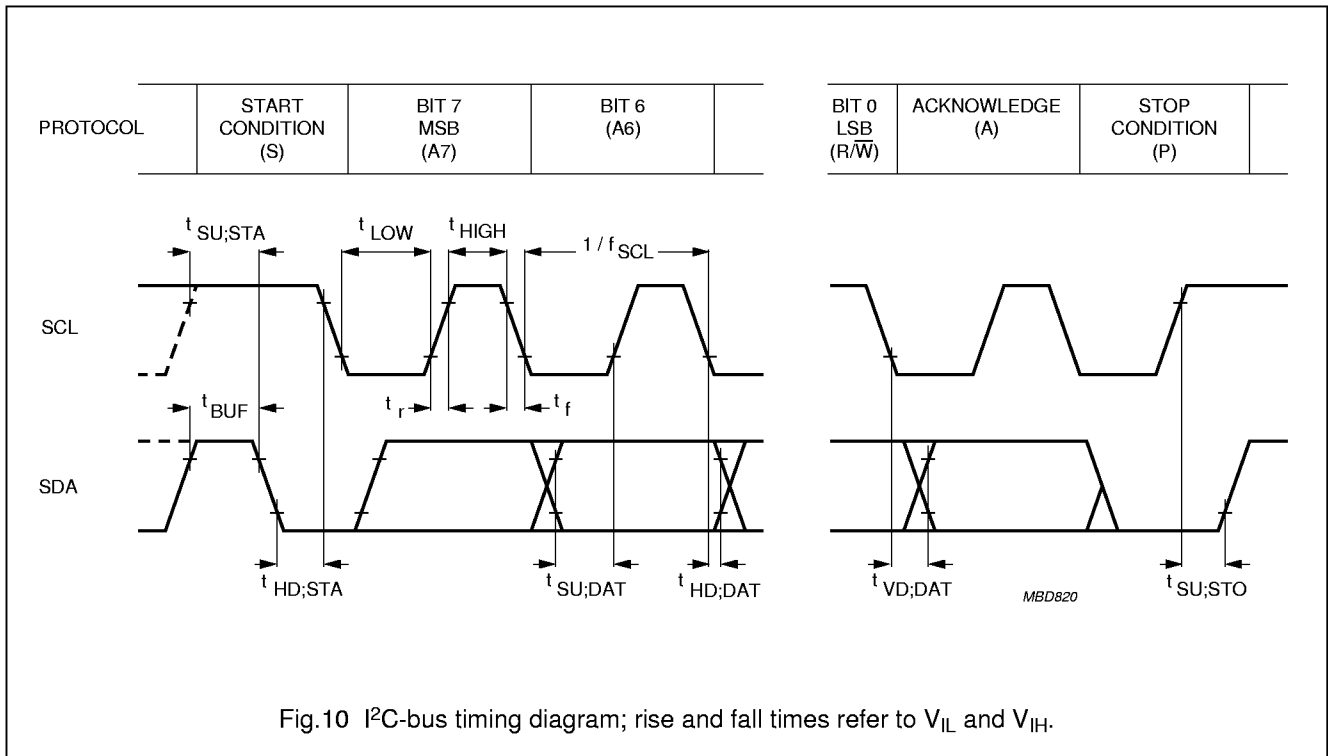 PROTOCOL
START
CONDITION
(S)
BIT 7
MSB
(A7)
BIT 6
(A6)
BIT 0
LSB
(R/W̅)
ACKNOWLEDGE
(A)
STOP
CONDITION
(P)
t SU;STA
t LOW
t HIGH
1 / f SCL
SCL
t BUF
t r
t f
SDA
t HD;STA
t SU;DAT
t HD;DAT
t VD;DAT
MBD820
t SU;STO
Fig.10 I²C-bus timing diagram; rise and fall times refer to VIL and VIH.